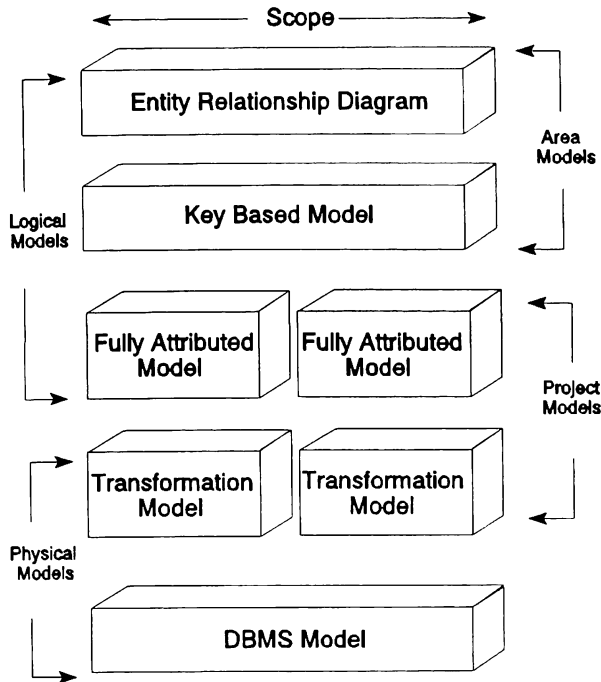 Scope
Entity Relationship Diagram
Area
Models
Key Based Model
Logical
Models
Fully Attributed
Model
Fully Attributed
Model
Project
Models
Transformation
Model
Transformation
Model
Physical
Models
DBMS Model